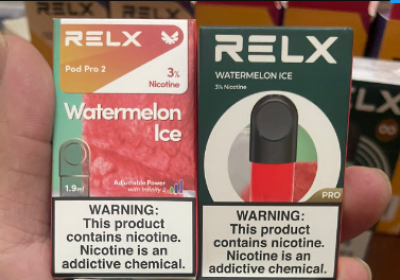 RELX
Pod Pro 2
3%
Nicotine
Watermelon
Ice
1.9ml
Adjustable Power
with Infinity 2
WARNING:
This product
contains nicotine.
Nicotine is an
addictive chemical.
RELX
WATERMELON ICE
3% Nicotine
PRO
WARNING:
This product
contains nicotine.
Nicotine is an
addictive chemical.
ELX